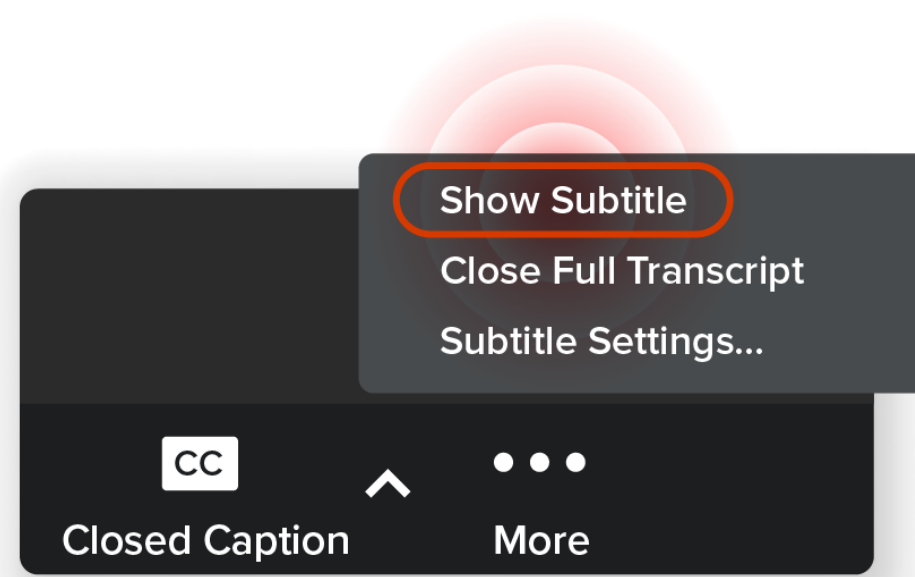 Show Subtitle
Close Full Transcript
Subtitle Settings...
CC
Closed Caption
More